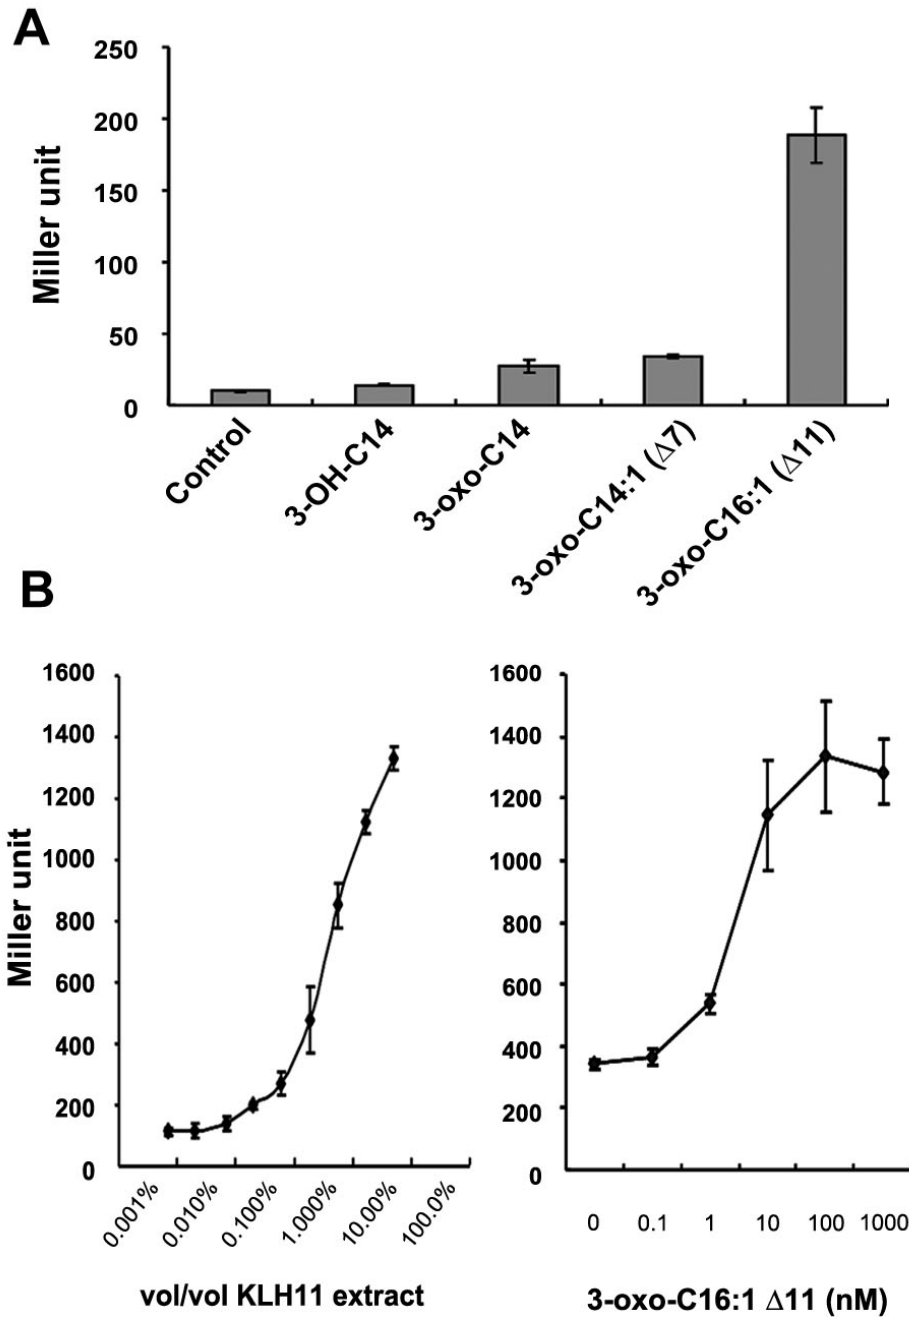 A
250
200
150
100
50
0
Miller unit
Control
3-OH-C14
3-oxo-C14
3-oxo-C14:1 (Δ7)
3-oxo-C16:1 (Δ11)
B
1600
1400
1200
1000
800
600
400
200
0
Miller unit
0.001%
0.010%
0.100%
1.000%
10.00%
100.0%
vol/vol KLH11 extract
1600
1400
1200
1000
800
600
400
200
0
0 0.1 1 10 100 1000
3-oxo-C16:1 Δ11 (nM)